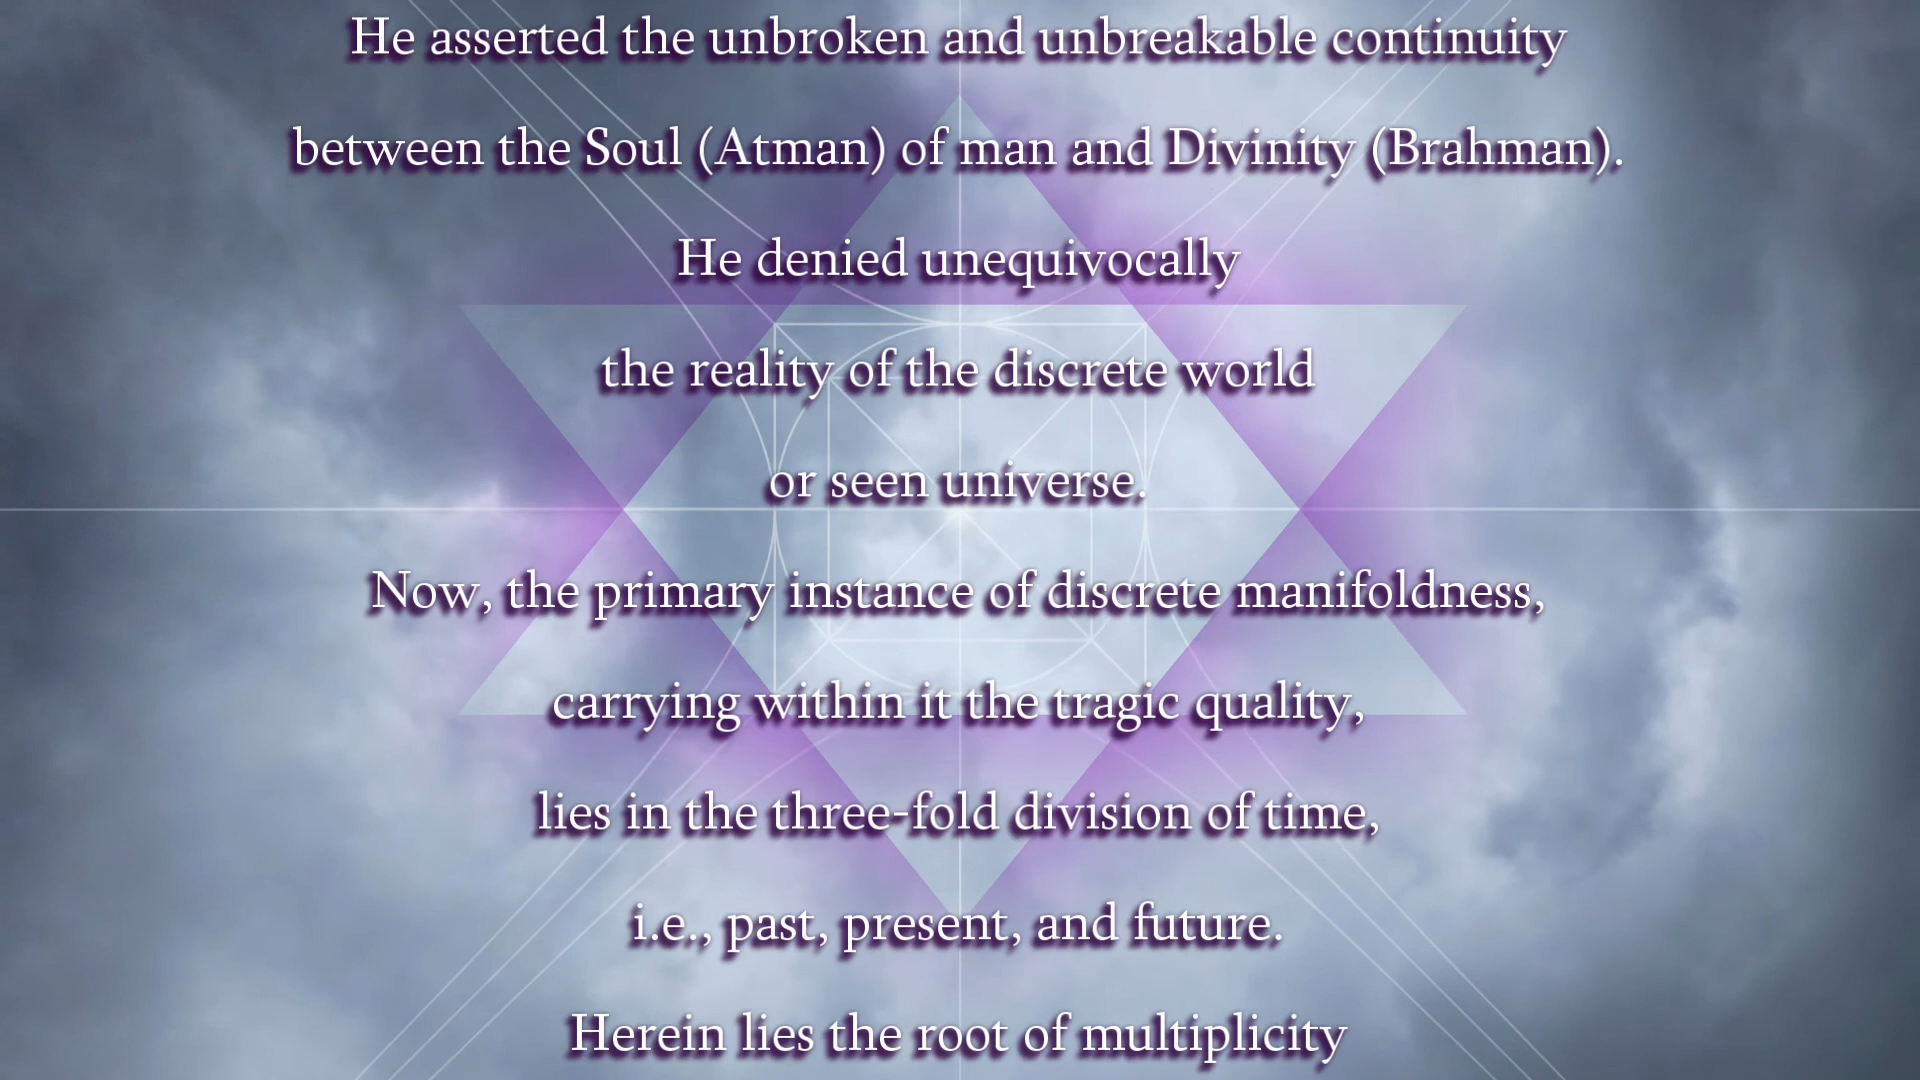 He asserted the unbroken and unbreakable continuity
between the Soul (Atman) of man and Divinity (Brahman).
He denied unequivocally
the reality of the discrete world
or seen universe.
Now, the primary instance of discrete manifoldness,
carrying within it the tragic quality,
lies in the three-fold division of time,
i.e., past, present, and future.
Herein lies the root of multiplicity